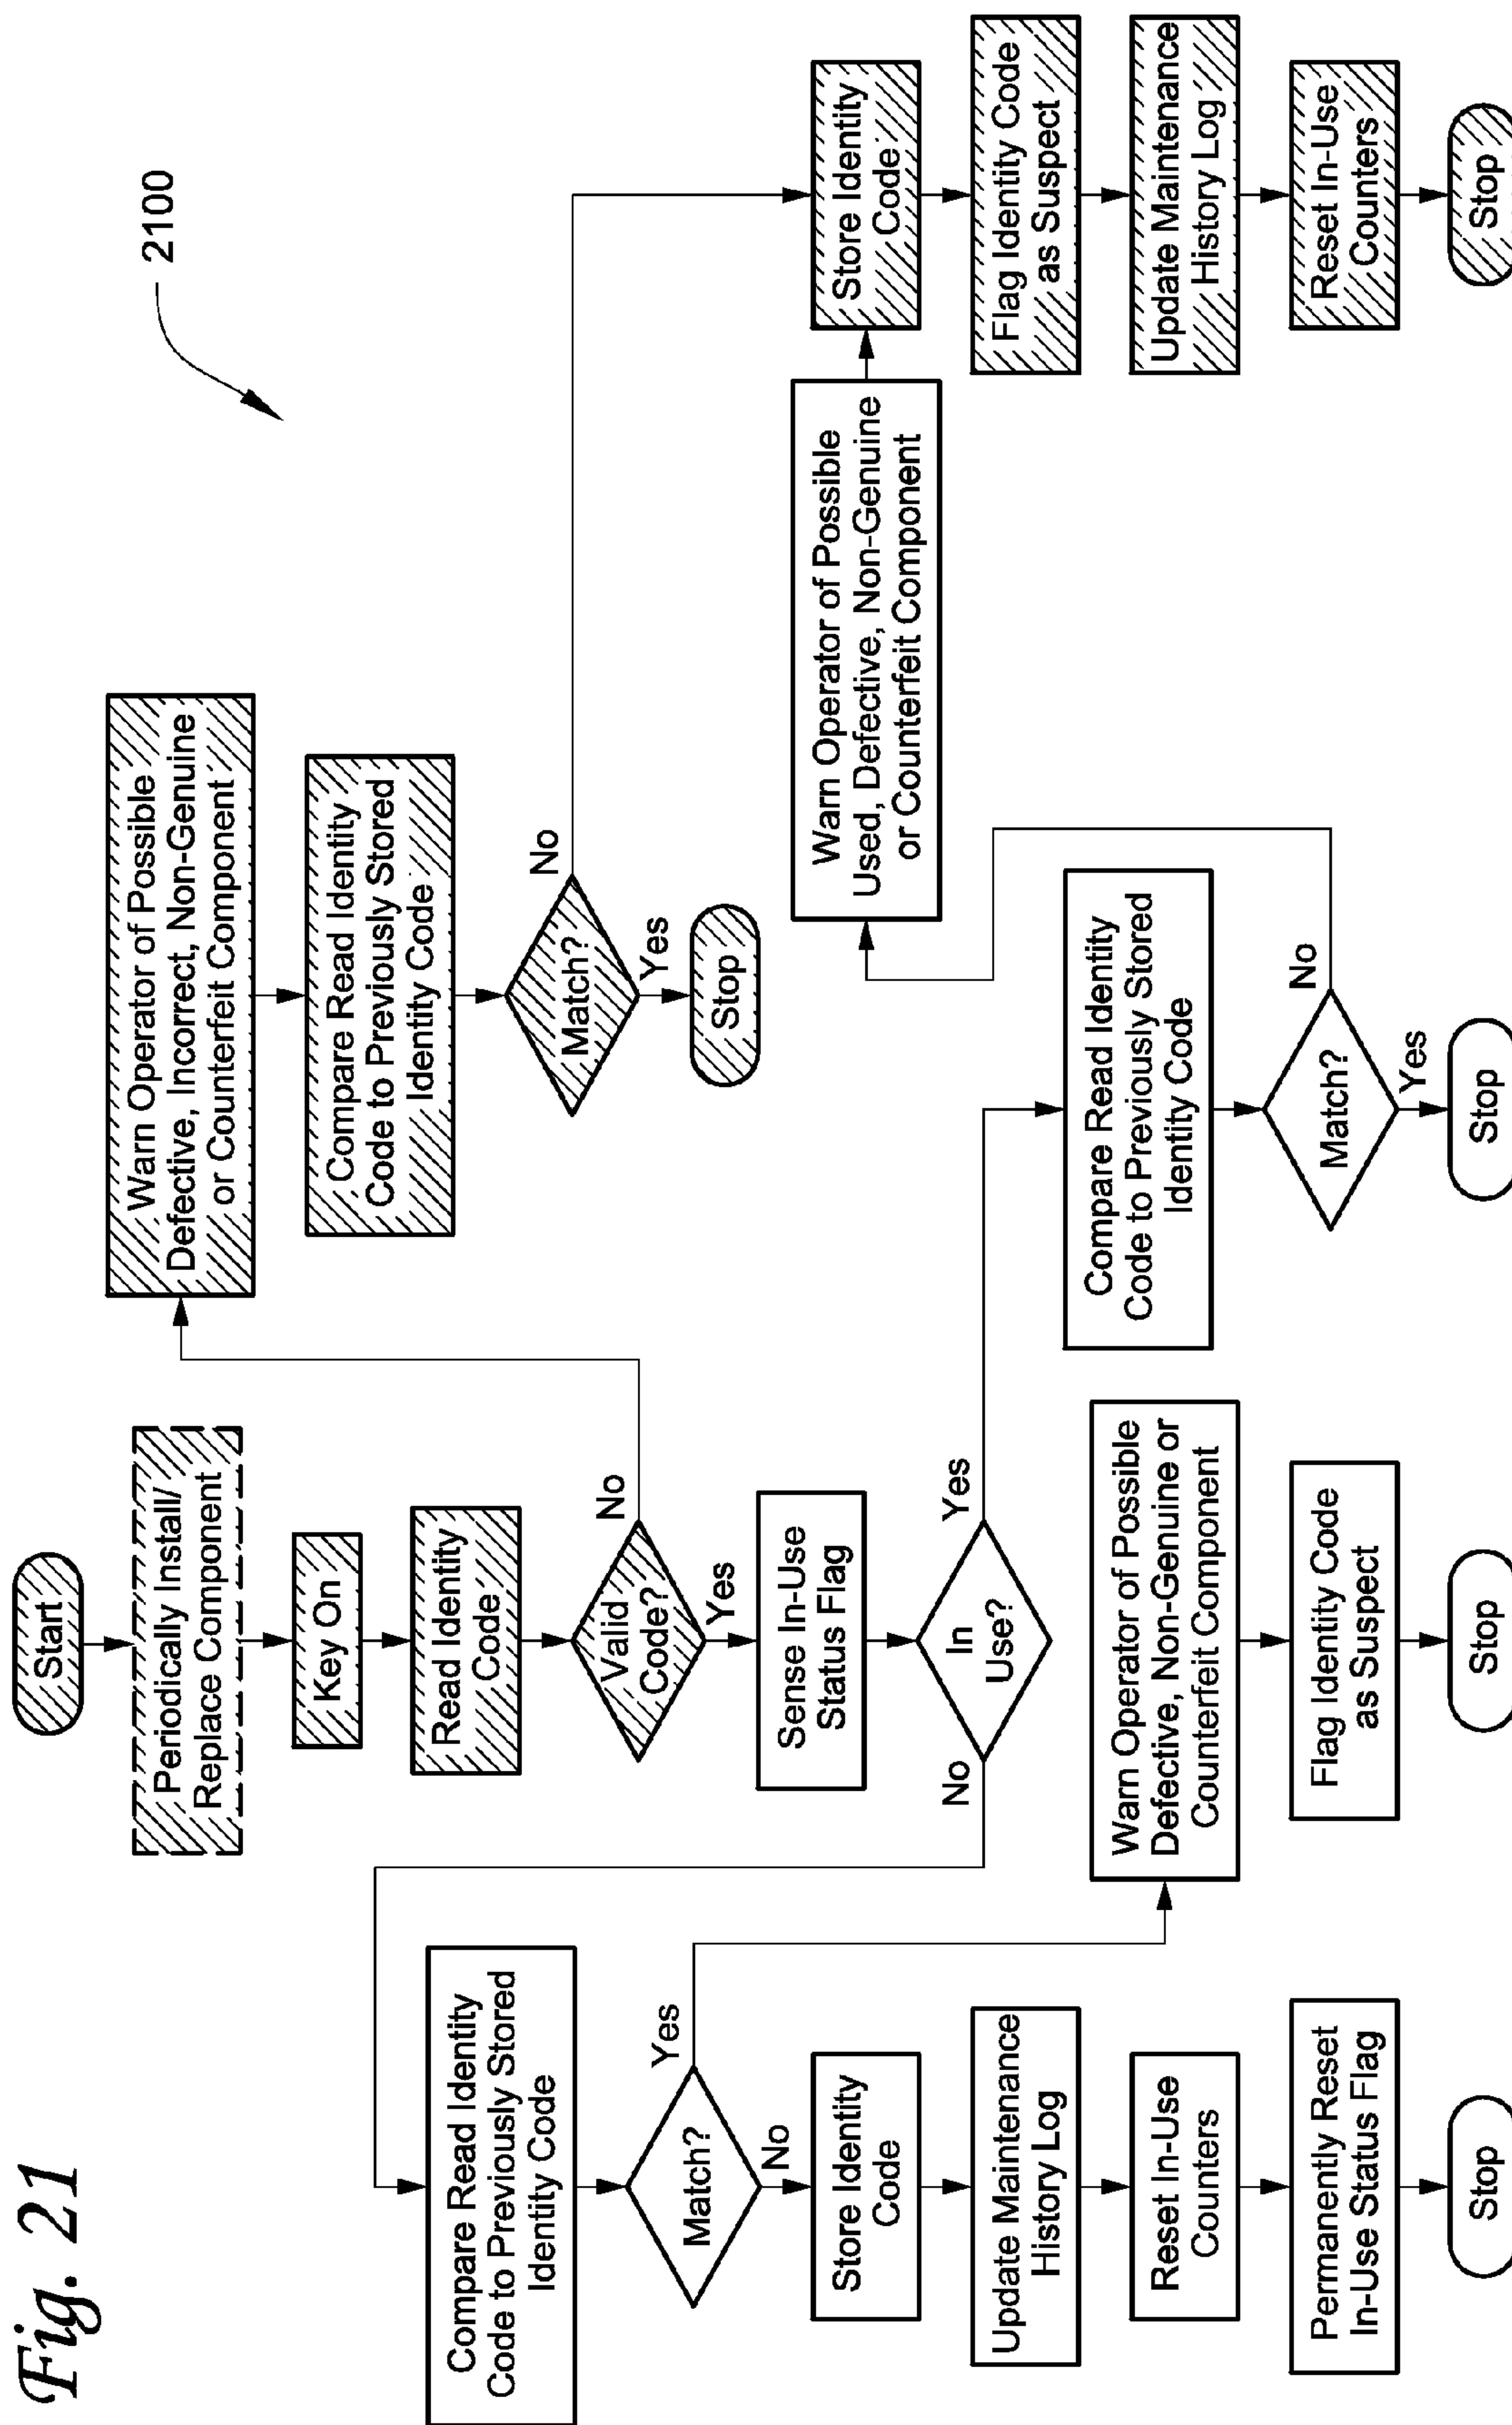 Fig. 21
2100
Start
Periodically Install/
Replace Component
Key On
Read Identity
Code
Valid
Code?
No
Yes
Warn Operator of Possible
Defective, Incorrect, Non-Genuine
or Counterfeit Component
Compare Read Identity
Code to Previously Stored
Identity Code
Match?
No
Yes
Stop
Sense In-Use
Status Flag
In
Use?
No
Yes
Compare Read Identity
Code to Previously Stored
Identity Code
Match?
Yes
No
Store Identity
Code
Update Maintenance
History Log
Reset In-Use
Counters
Permanently Reset
In-Use Status Flag
Stop
Warn Operator of Possible
Defective, Non-Genuine or
Counterfeit Component
Flag Identity Code
as Suspect
Stop
Compare Read Identity
Code to Previously Stored
Identity Code
Match?
No
Yes
Stop
Warn Operator of Possible
Used, Defective, Non-Genuine
or Counterfeit Component
Store Identity
Code
Flag Identity Code
as Suspect
Update Maintenance
History Log
Reset In-Use
Counters
Stop